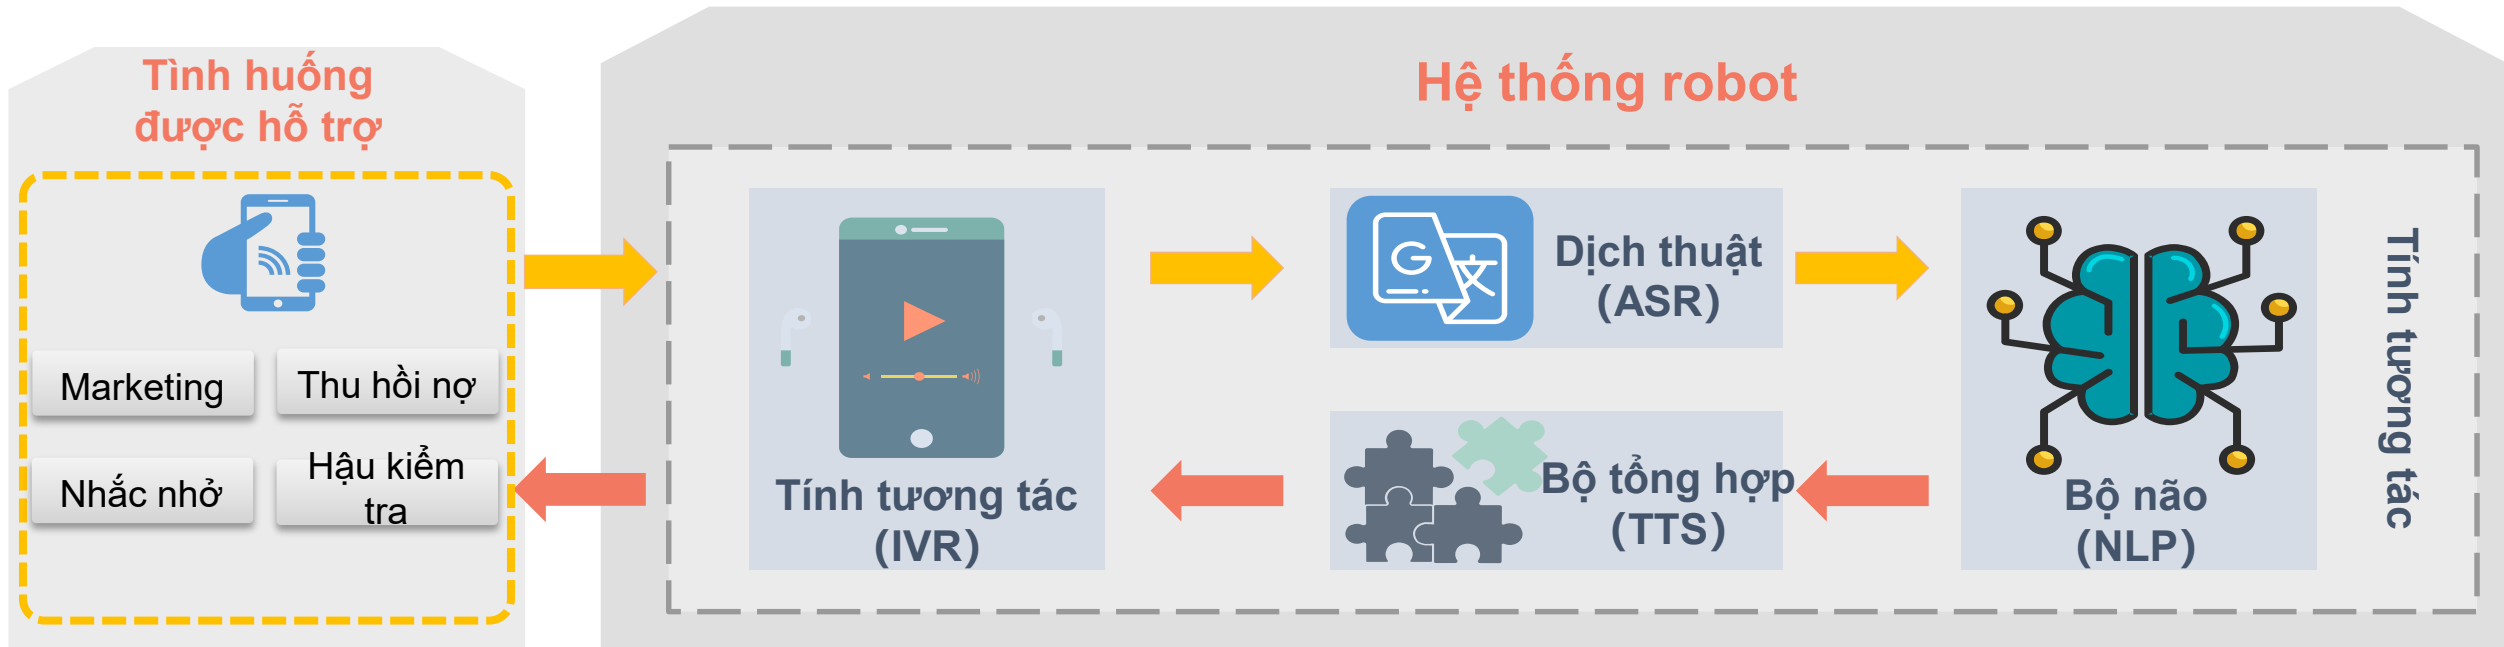 Tình huống
được hỗ trợ
Marketing
Thu hồi nợ
Nhắc nhở
Hậu kiểm
tra
Hệ thống robot
Tính tương tác
(IVR)
Dịch thuật
(ASR)
Bộ tổng hợp
(TTS)
Bộ não
(NLP)
Tính tương tác